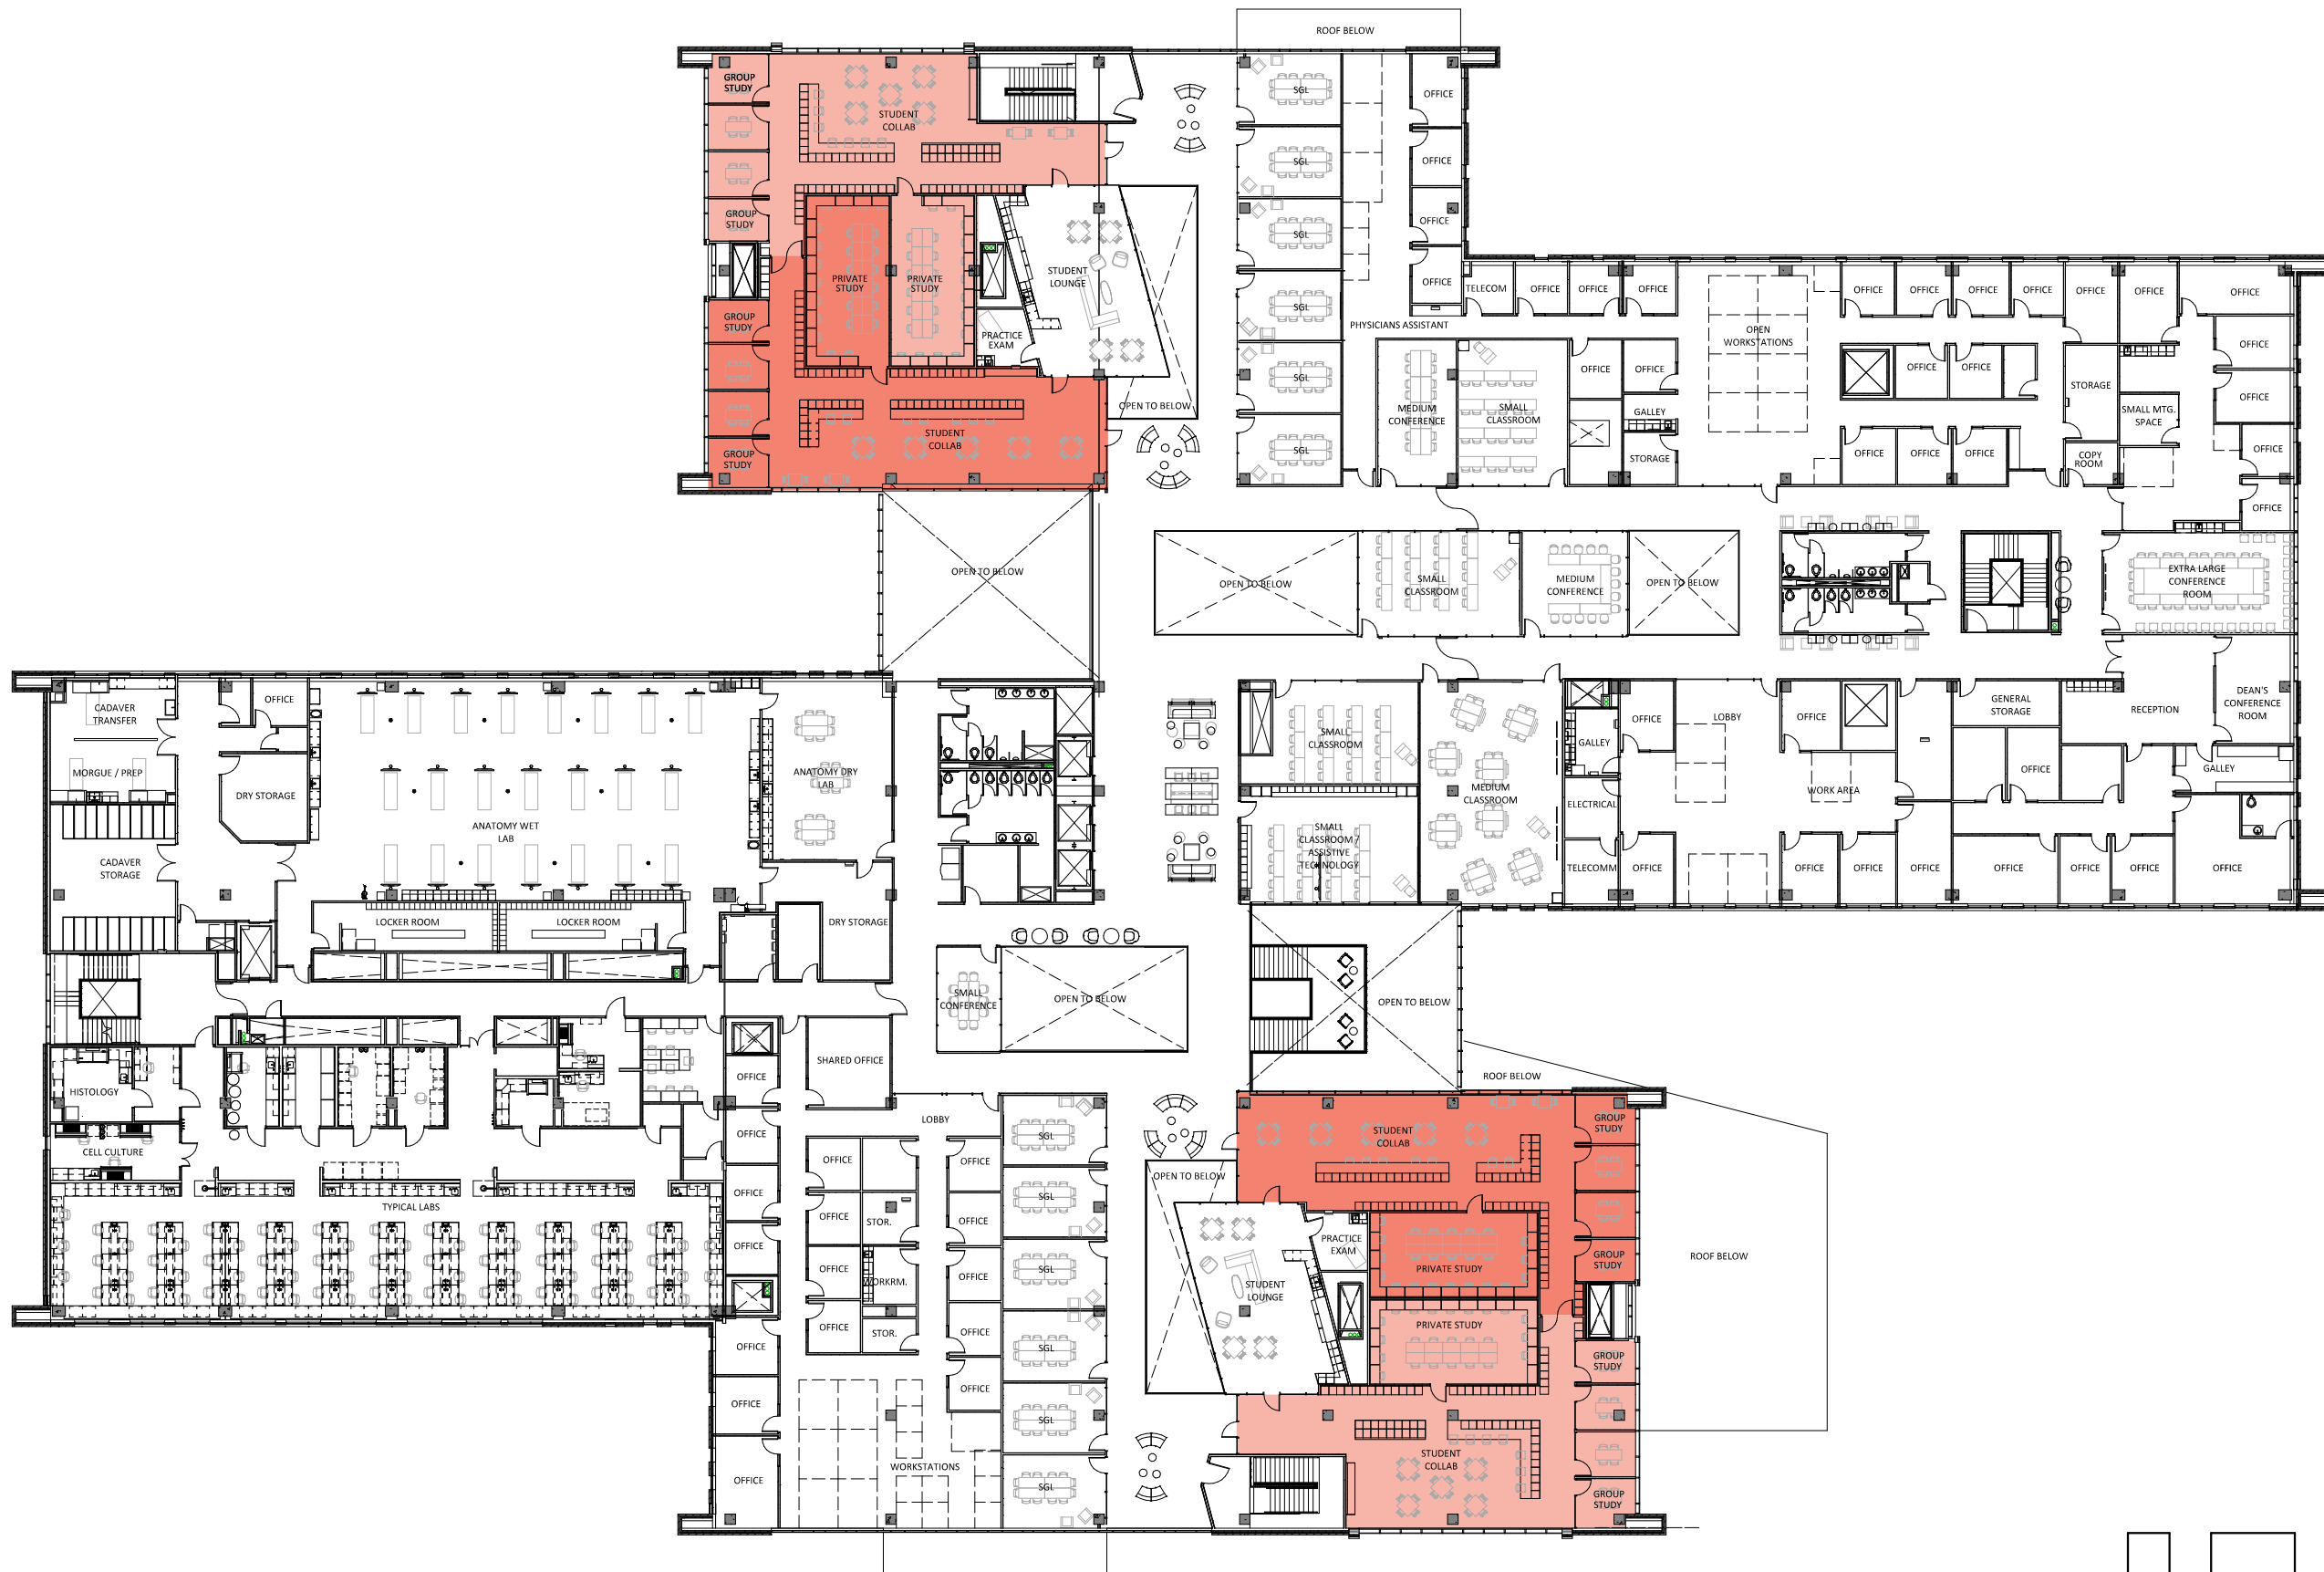 ROOF BELOW
GROUP
STUDY
STUDENT
COLLAB
SGL
OFFICE
SGL
OFFICE
GROUP
STUDY
SGL
OFFICE
PRIVATE
STUDY
PRIVATE
STUDY
STUDENT
LOUNGE
SGL
OFFICE
TELECOM
OFFICE
OFFICE
OFFICE
OPEN
WORKSTATIONS
OFFICE
OFFICE
OFFICE
OFFICE
OFFICE
OFFICE
OFFICE
GROUP
STUDY
PRACTICE
EXAM
PHYSICIANS ASSISTANT
OFFICE
SGL
OFFICE
OFFICE
OFFICE
OFFICE
STORAGE
OFFICE
STUDENT
COLLAB
OPEN TO BELOW
MEDIUM
CONFERENCE
SMALL
CLASSROOM
GALLEY
SMALL MTG.
SPACE
GROUP
STUDY
SGL
STORAGE
OFFICE
OFFICE
OFFICE
COPY
ROOM
OFFICE
OFFICE
OPEN TO BELOW
OPEN TO BELOW
SMALL
CLASSROOM
MEDIUM
CONFERENCE
OPEN TO BELOW
EXTRA LARGE
CONFERENCE
ROOM
CADAVER
TRANSFER
OFFICE
MORGUE / PREP
DRY STORAGE
ANATOMY WET
LAB
ANATOMY DRY
LAB
CADAVER
STORAGE
LOCKER ROOM
LOCKER ROOM
DRY STORAGE
SMALL
CLASSROOM
MEDIUM
CLASSROOM
SMALL
CLASSROOM /
ASSISTIVE
TECHNOLOGY
GALLEY
ELECTRICAL
TELECOMM
OFFICE
LOBBY
OFFICE
GENERAL
STORAGE
RECEPTION
DEAN'S
CONFERENCE
ROOM
OFFICE
GALLEY
WORK AREA
OFFICE
OFFICE
OFFICE
OFFICE
OFFICE
OFFICE
OFFICE
OFFICE
SMALL
CONFERENCE
OPEN TO BELOW
OPEN TO BELOW
SHARED OFFICE
OFFICE
HISTOLOGY
CELL CULTURE
TYPICAL LABS
OFFICE
OFFICE
OFFICE
OFFICE
OFFICE
OFFICE
LOBBY
OFFICE
OFFICE
OFFICE
STOR.
OFFICE
OFFICE
WORKRM.
OFFICE
OFFICE
STOR.
OFFICE
OFFICE
WORKSTATIONS
SGL
SGL
SGL
SGL
SGL
SGL
ROOF BELOW
STUDENT
COLLAB
GROUP
STUDY
OPEN TO BELOW
PRACTICE
EXAM
PRIVATE STUDY
GROUP
STUDY
ROOF BELOW
STUDENT
LOUNGE
PRIVATE STUDY
GROUP
STUDY
STUDENT
COLLAB
GROUP
STUDY